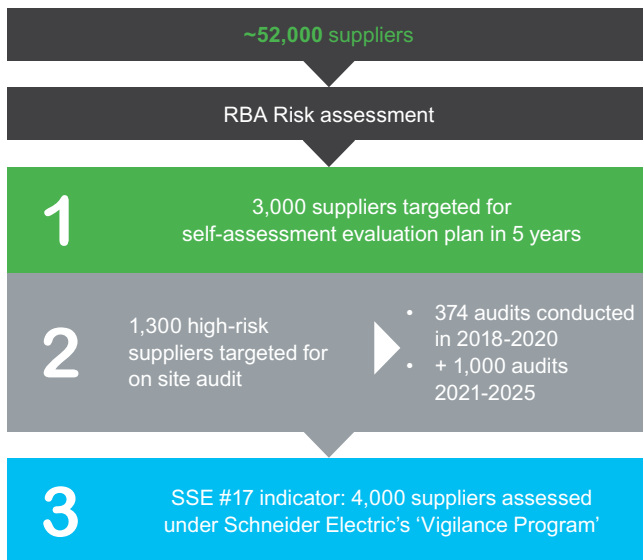 ~52,000 suppliers
RBA Risk assessment
1
3,000 suppliers targeted for
self-assessment evaluation plan in 5 years
2
1,300 high-risk
suppliers targeted for
on site audit
• 374 audits conducted
in 2018-2020
• + 1,000 audits
2021-2025
3
SSE #17 indicator: 4,000 suppliers assessed
under Schneider Electric's ‘Vigilance Program’